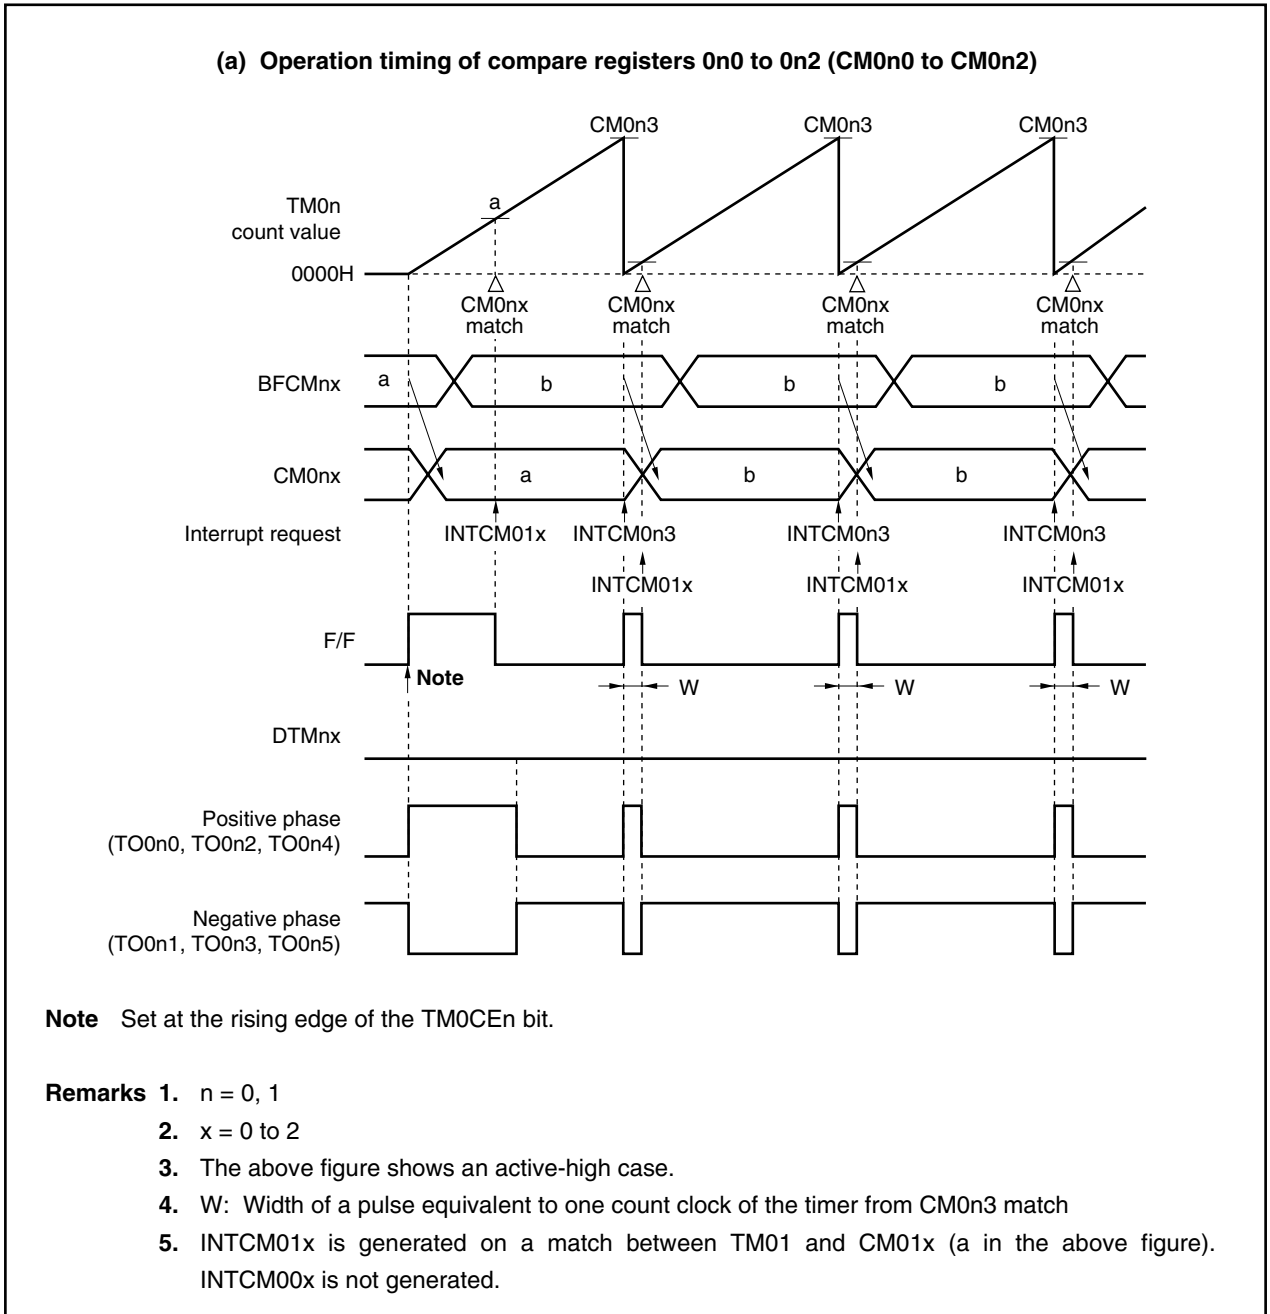 (a) Operation timing of compare registers 0n0 to 0n2 (CM0n0 to CM0n2)
CM0n3 CM0n3 CM0n3
TM0n
count value
a
0000H
CM0nx
match
CM0nx
match
CM0nx
match
CM0nx
match
BFCMnx a b b b
CM0nx a b b
Interrupt request INTCM01x INTCM0n3 INTCM0n3 INTCM0n3
INTCM01x INTCM01x INTCM01x
F/F
Note W W W
DTMnx
Positive phase
(TO0n0, TO0n2, TO0n4)
Negative phase
(TO0n1, TO0n3, TO0n5)
Note Set at the rising edge of the TM0CEn bit.
Remarks 1. n = 0, 1
2. x = 0 to 2
3. The above figure shows an active-high case.
4. W: Width of a pulse equivalent to one count clock of the timer from CM0n3 match
5. INTCM01x is generated on a match between TM01 and CM01x (a in the above figure).
INTCM00x is not generated.